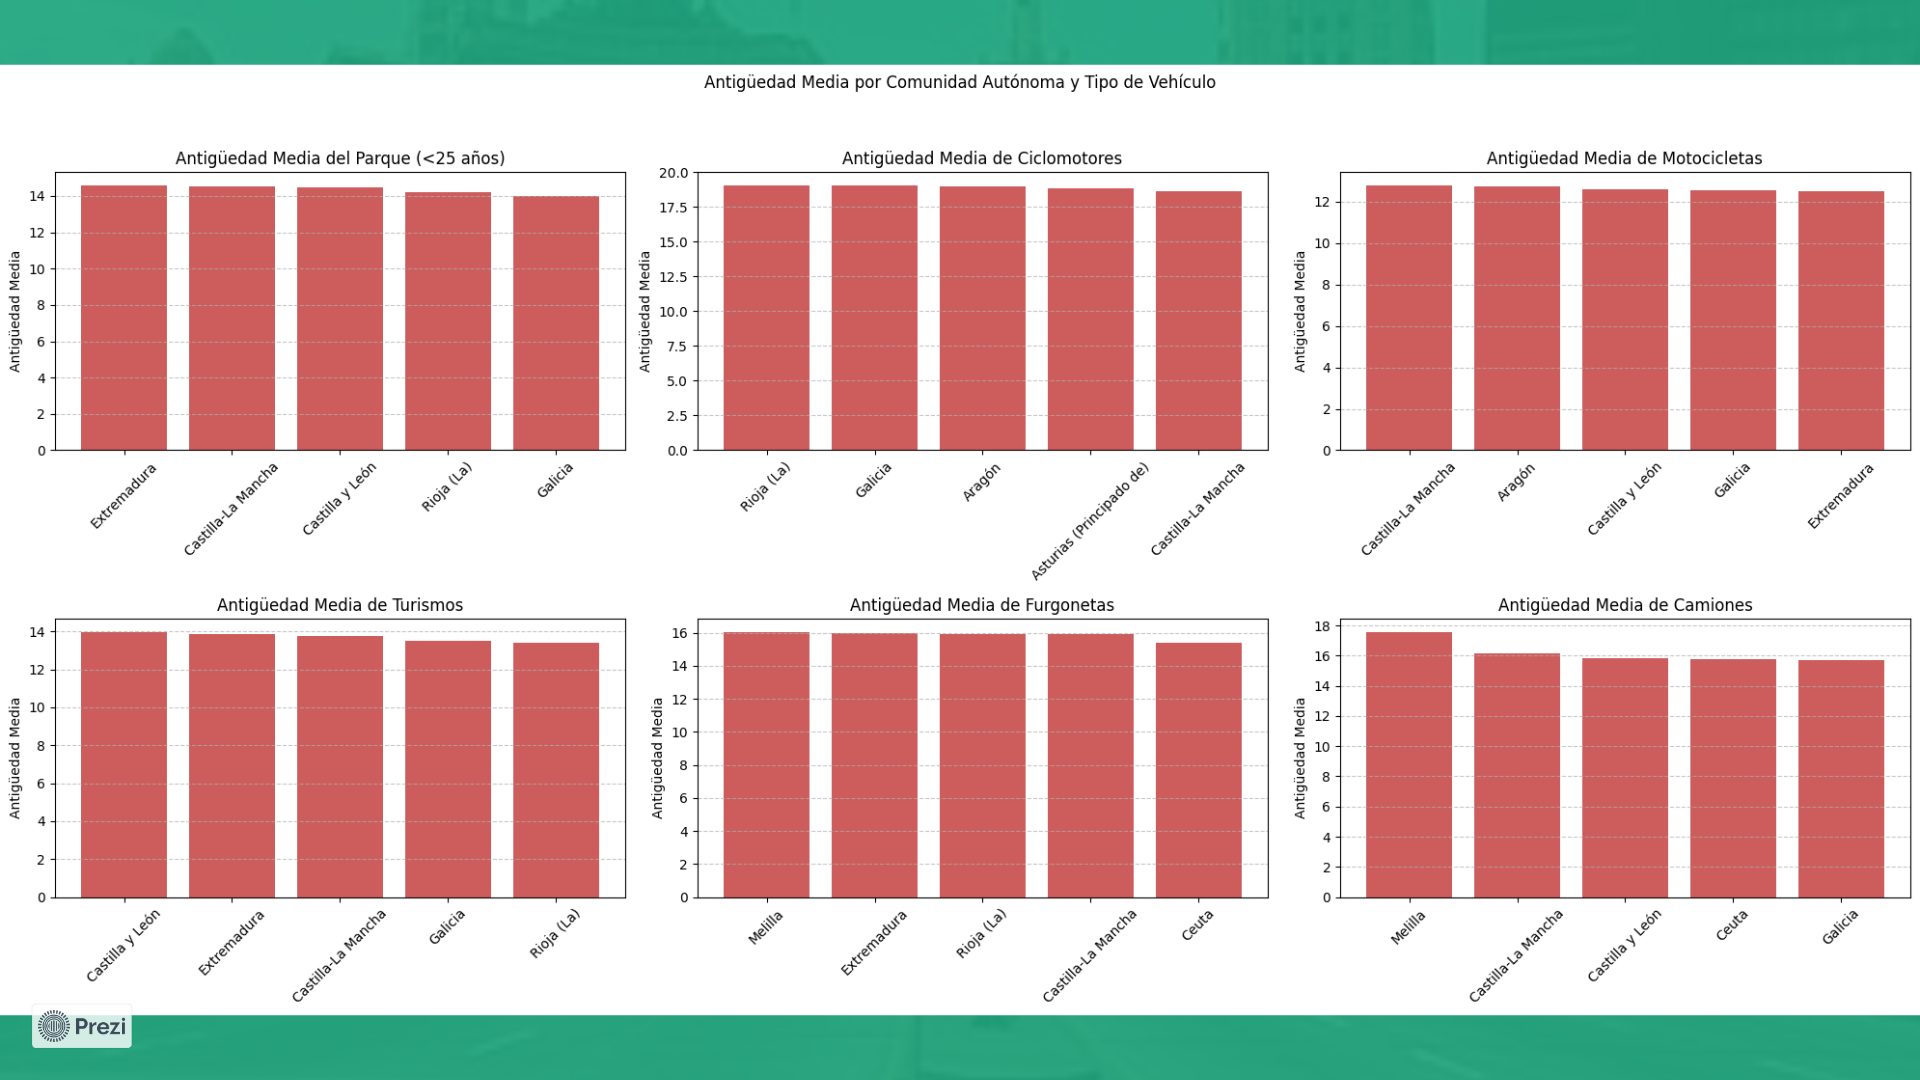 Antigüedad Media por Comunidad Autónoma y Tipo de Vehículo
Antigüedad Media del Parque (<25 años)
Antigüedad Media
14
12
10
8
6
4
2
0
Extremadura
Castilla-La Mancha
Castilla y León
Rioja (La)
Galicia
Antigüedad Media de Ciclomotores
Antigüedad Media
20.0
17.5
15.0
12.5
10.0
7.5
5.0
2.5
0.0
Rioja (La)
Galicia
Aragón
Asturias (Principado de)
Castilla-La Mancha
Antigüedad Media de Motocicletas
Antigüedad Media
12
10
8
6
4
2
0
Castilla-La Mancha
Aragón
Castilla y León
Galicia
Extremadura
Antigüedad Media de Turismos
Antigüedad Media
14
12
10
8
6
4
2
0
Castilla y León
Extremadura
Castilla-La Mancha
Galicia
Rioja (La)
Antigüedad Media de Furgonetas
Antigüedad Media
16
14
12
10
8
6
4
2
0
Melilla
Extremadura
Rioja (La)
Castilla-La Mancha
Ceuta
Antigüedad Media de Camiones
Antigüedad Media
18
16
14
12
10
8
6
4
2
0
Melilla
Castilla-La Mancha
Castilla y León
Ceuta
Galicia
Prezi